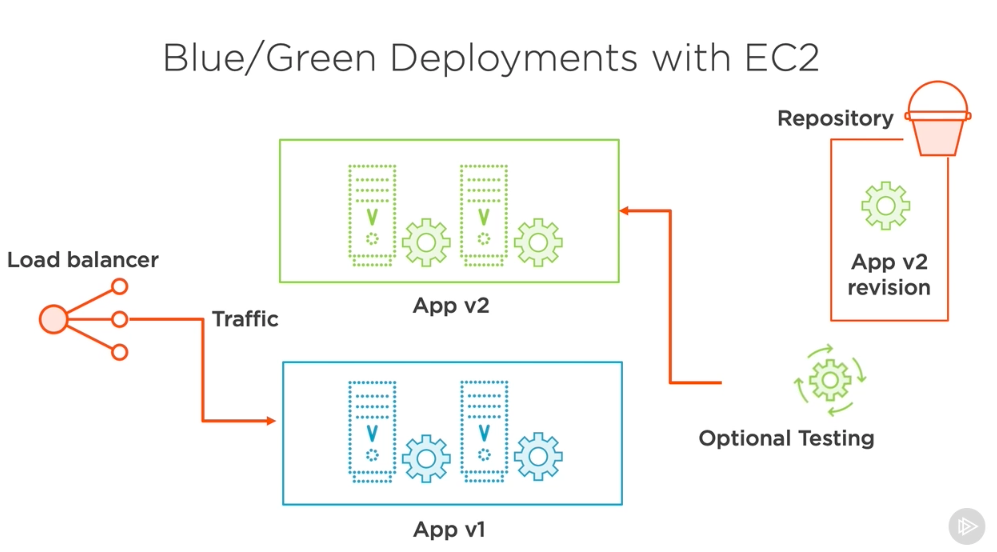 Blue/Green Deployments with EC2
Repository
App v2
revision
Load balancer
Traffic
App v2
Optional Testing
App v1